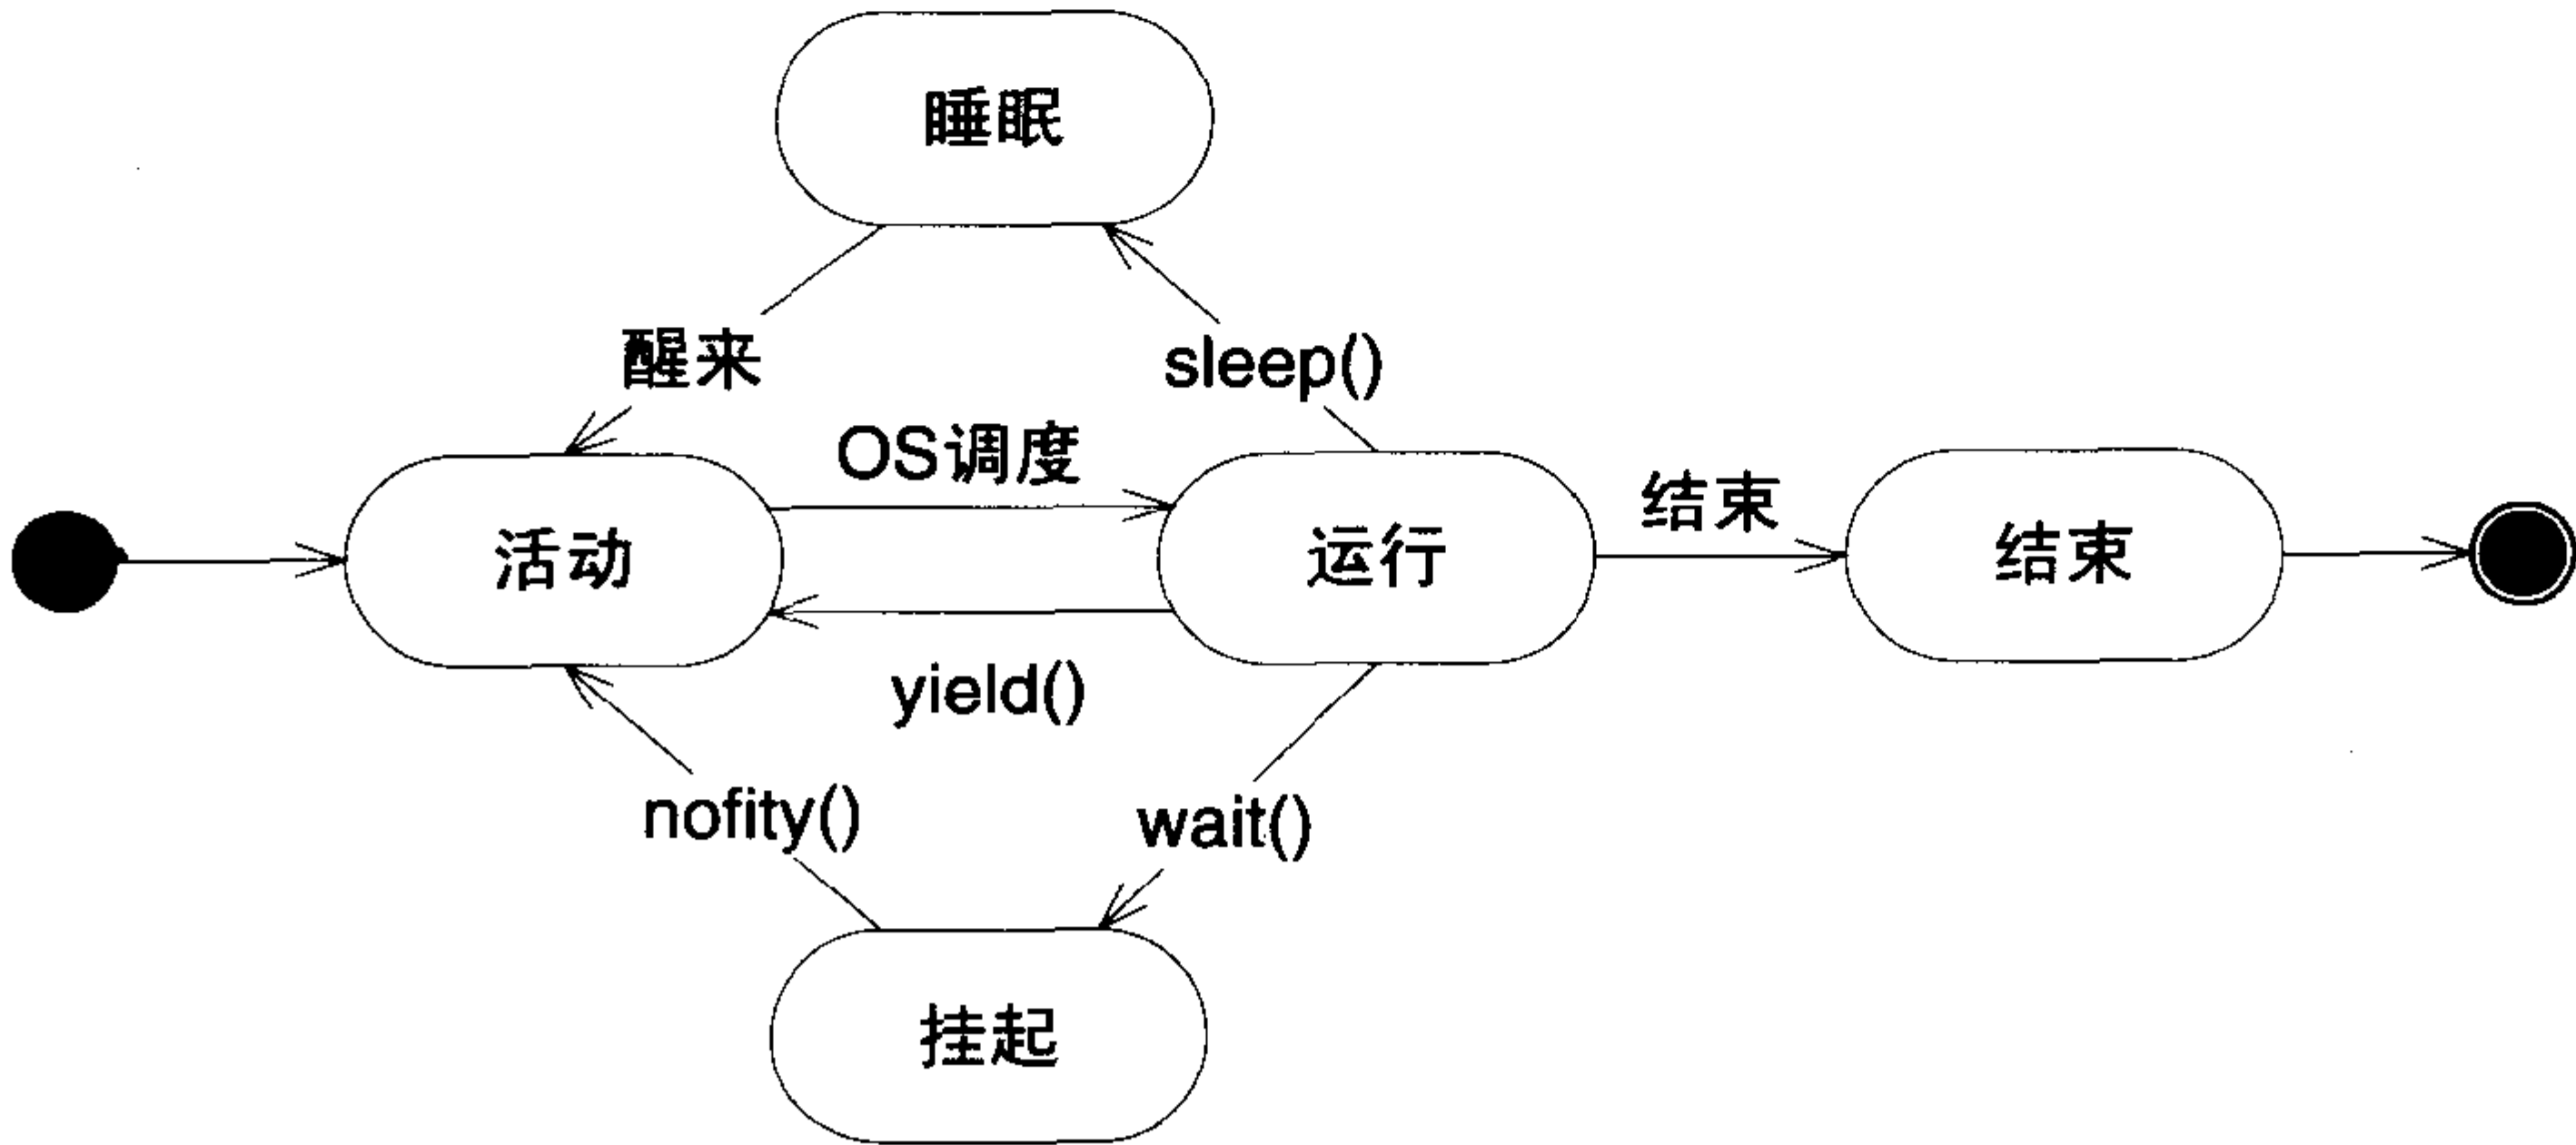 睡眠
醒来
sleep()
OS调度
结束
活动
运行
结束
yield()
nofity()
wait()
挂起